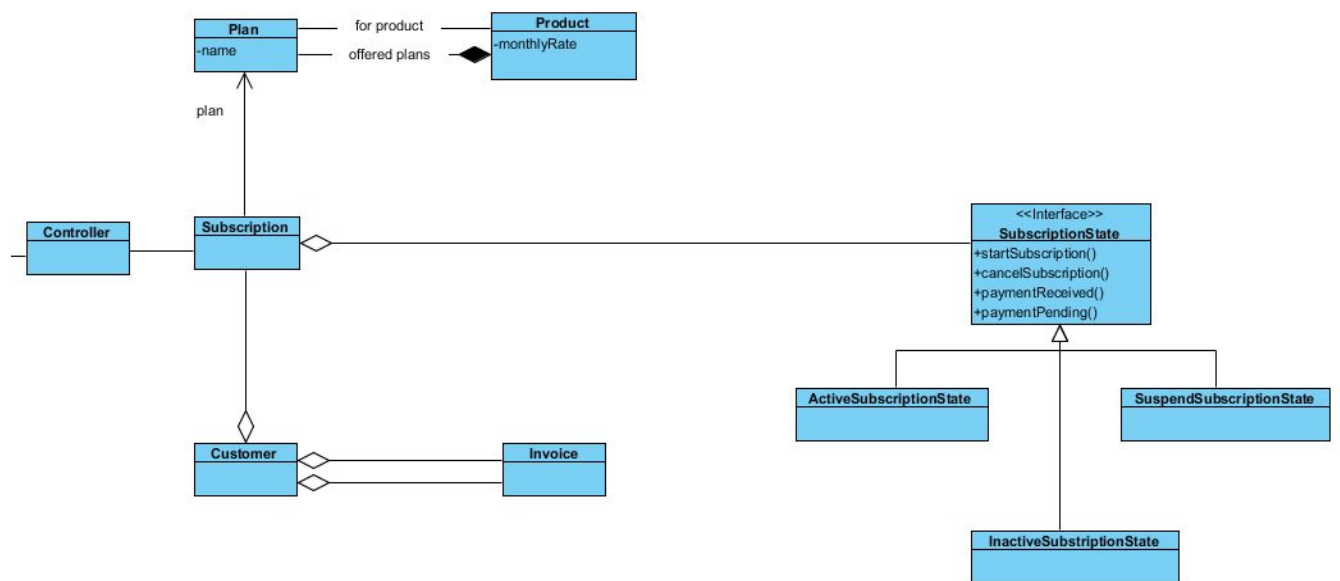 Plan
-name
for product
offered plans
Product
-monthlyRate
plan
Controller
Subscription
<<Interface>>
SubscriptionState
+startSubscription()
+cancelSubscription()
+paymentReceived()
+paymentPending()
ActiveSubscriptionState
SuspendSubscriptionState
Customer
Invoice
InactiveSubstriptionState